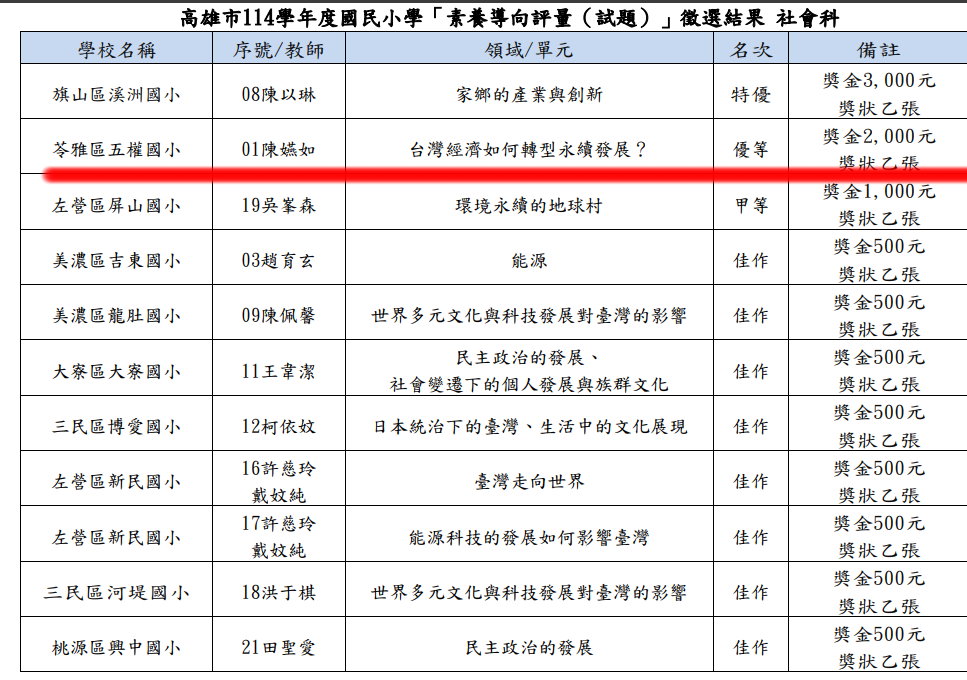 高雄市114學年度國民小學「素養導向評量（試題）」徵選結果 社會科
學校名稱 序號/教師 領域/單元 名次 備註
旗山區溪洲國小 08陳以琳 家鄉的產業與創新 特優 獎金3,000元
獎狀乙張
苓雅區五權國小 01陳嬿如 台灣經濟如何轉型永續發展？ 優等 獎金2,000元
獎狀乙張
左營區屏山國小 19吳峯森 環境永續的地球村 甲等 獎金1,000元
獎狀乙張
美濃區吉東國小 03趙育玄 能源 佳作 獎金500元
獎狀乙張
美濃區龍肚國小 09陳佩馨 世界多元文化與科技發展對臺灣的影響 佳作 獎金500元
獎狀乙張
大寮區大寮國小 11王韋潔 民主政治的發展、
社會變遷下的個人發展與族群文化 佳作 獎金500元
獎狀乙張
三民區博愛國小 12柯依妏 日本統治下的臺灣、生活中的文化展現 佳作 獎金500元
獎狀乙張
左營區新民國小 16許慈玲
戴妏純 臺灣走向世界 佳作 獎金500元
獎狀乙張
左營區新民國小 17許慈玲
戴妏純 能源科技的發展如何影響臺灣 佳作 獎金500元
獎狀乙張
三民區河堤國小 18洪于棋 世界多元文化與科技發展對臺灣的影響 佳作 獎金500元
獎狀乙張
桃源區興中國小 21田聖愛 民主政治的發展 佳作 獎金500元
獎狀乙張